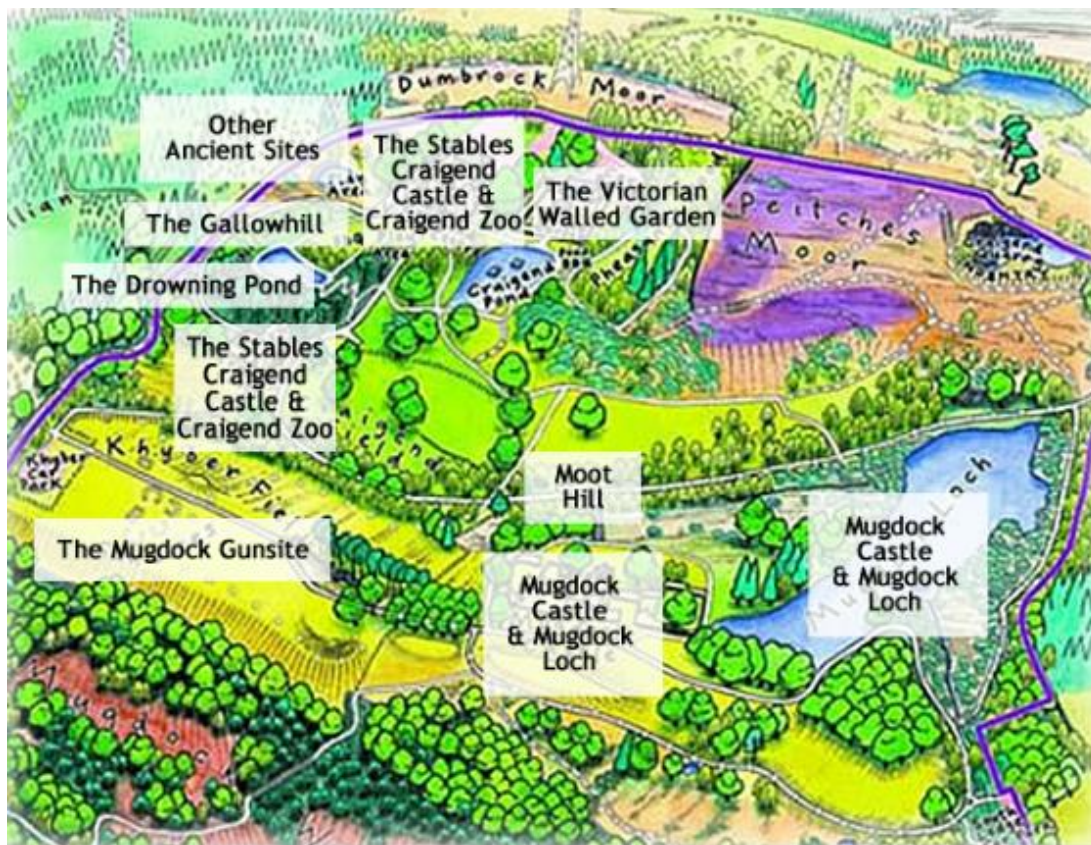 Dumbrock Moor
Other
Ancient Sites
The Stables
Craigend
Castle &
Craigend Zoo
The Victorian
Walled Garden
The Gallowhill
Peitches
Moor
The Drowning Pond
Craigend
Pond
The Stables
Craigend
Castle &
Craigend Zoo
Khyber
Car
Park
Khyber
Moot
Hill
Loch
The Mugdock Gunsite
Mugdock
Castle
& Mugdock
Loch
Mugdock
Castle
& Mugdock
Loch